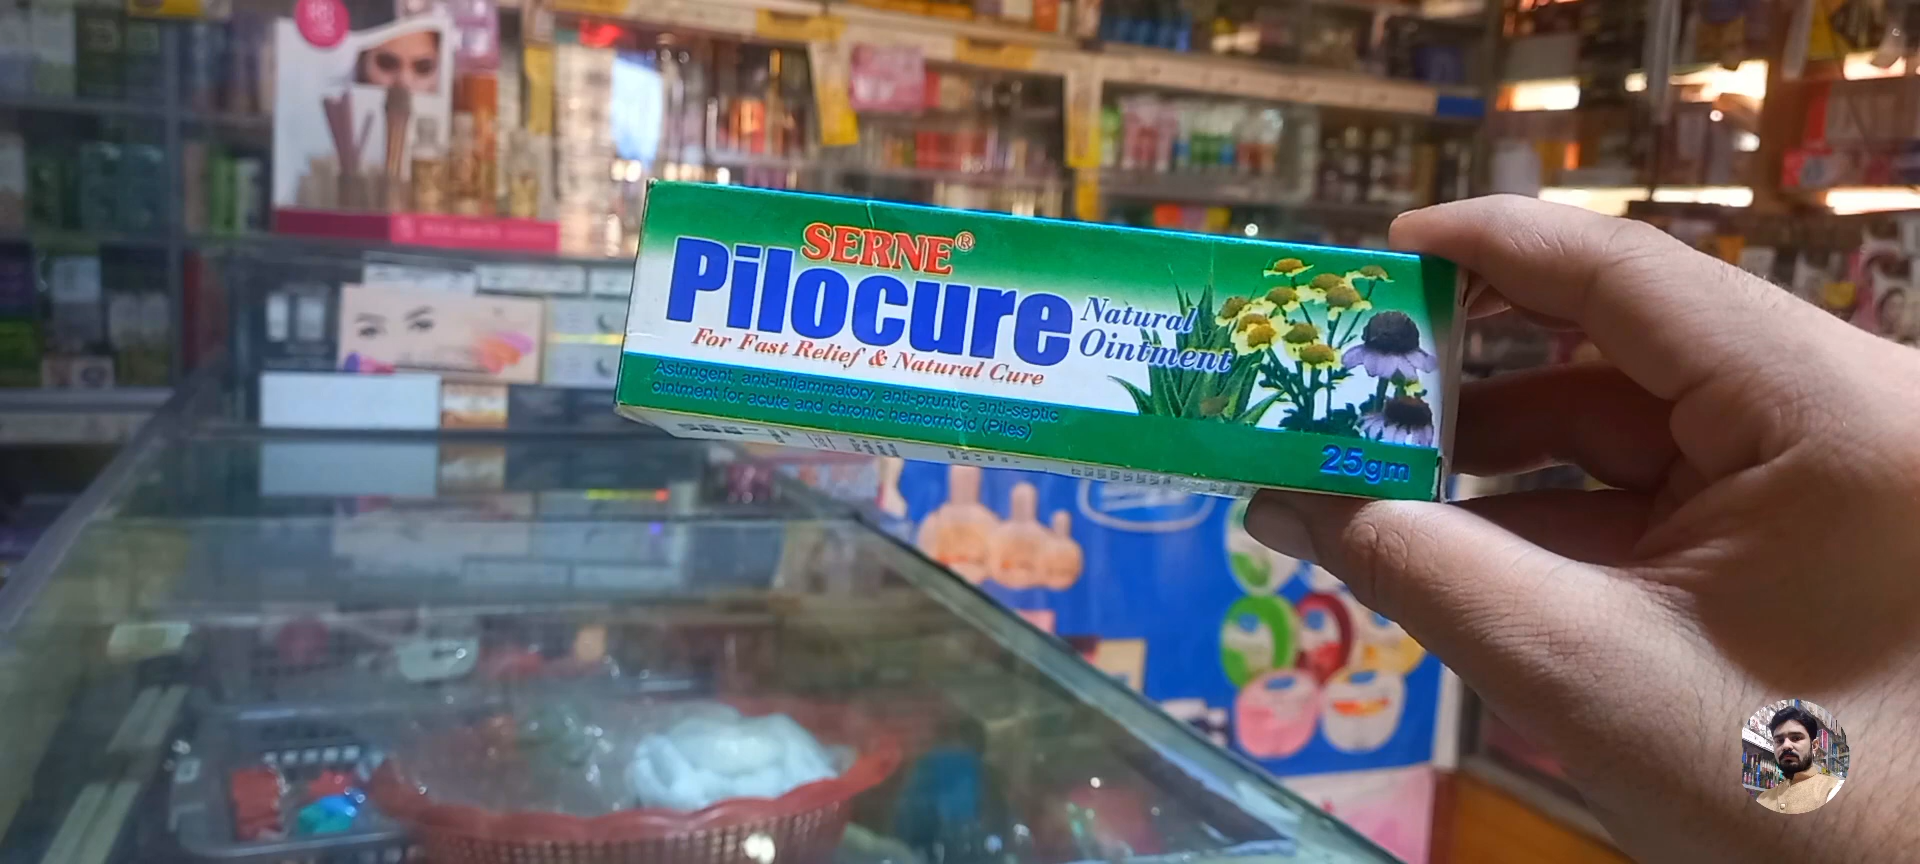 SERNE®
Pilocure
Natural
Ointment
For Fast Relief & Natural Cure
Astringent, anti-inflammatory, anti-pruritic, anti-septic
ointment for acute and chronic hemorrhoid (Piles)
25gm